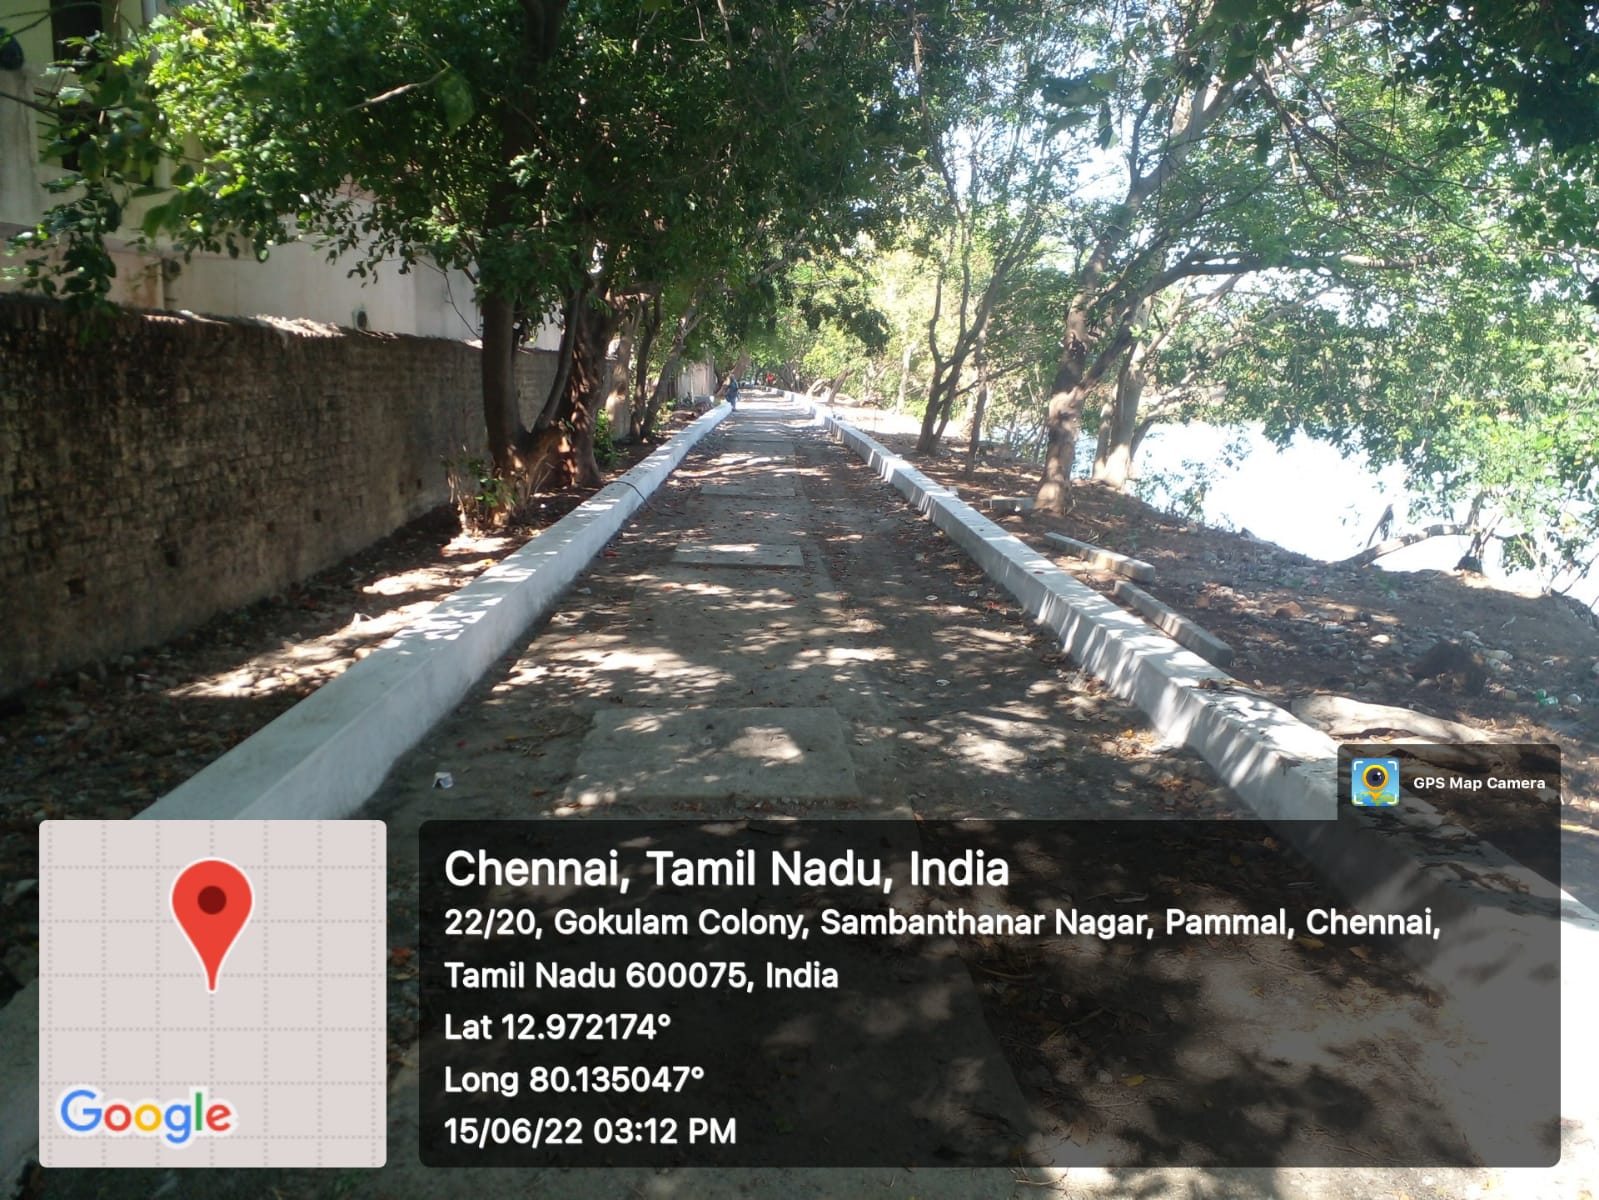 GPS Map Camera
Chennai, Tamil Nadu, India
22/20, Gokulam Colony, Sambanthanar Nagar, Pammal, Chennai,
Tamil Nadu 600075, India
Lat 12.972174°
Long 80.135047°
15/06/22 03:12 PM
Google